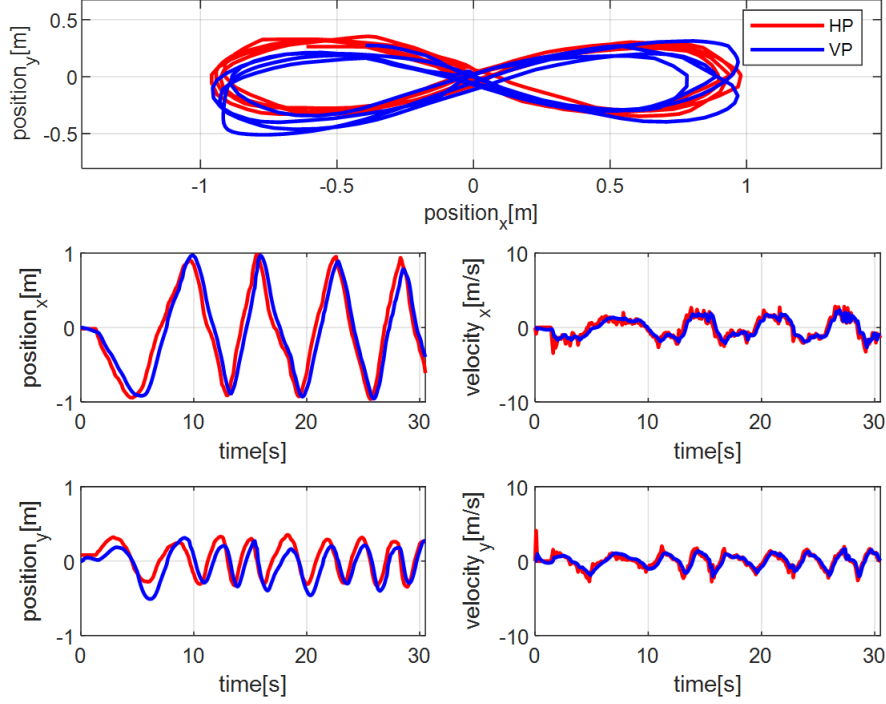 0.5
0
-0.5
position_y[m]
HP
VP
-1 -0.5 0 0.5 1
position_x[m]
1
0
-1
position_x[m]
0 10 20 30
time[s]
10
0
-10
velocity_x[m/s]
0 10 20 30
time[s]
1
0
-1
position_y[m]
0 10 20 30
time[s]
10
0
-10
velocity_y[m/s]
0 10 20 30
time[s]